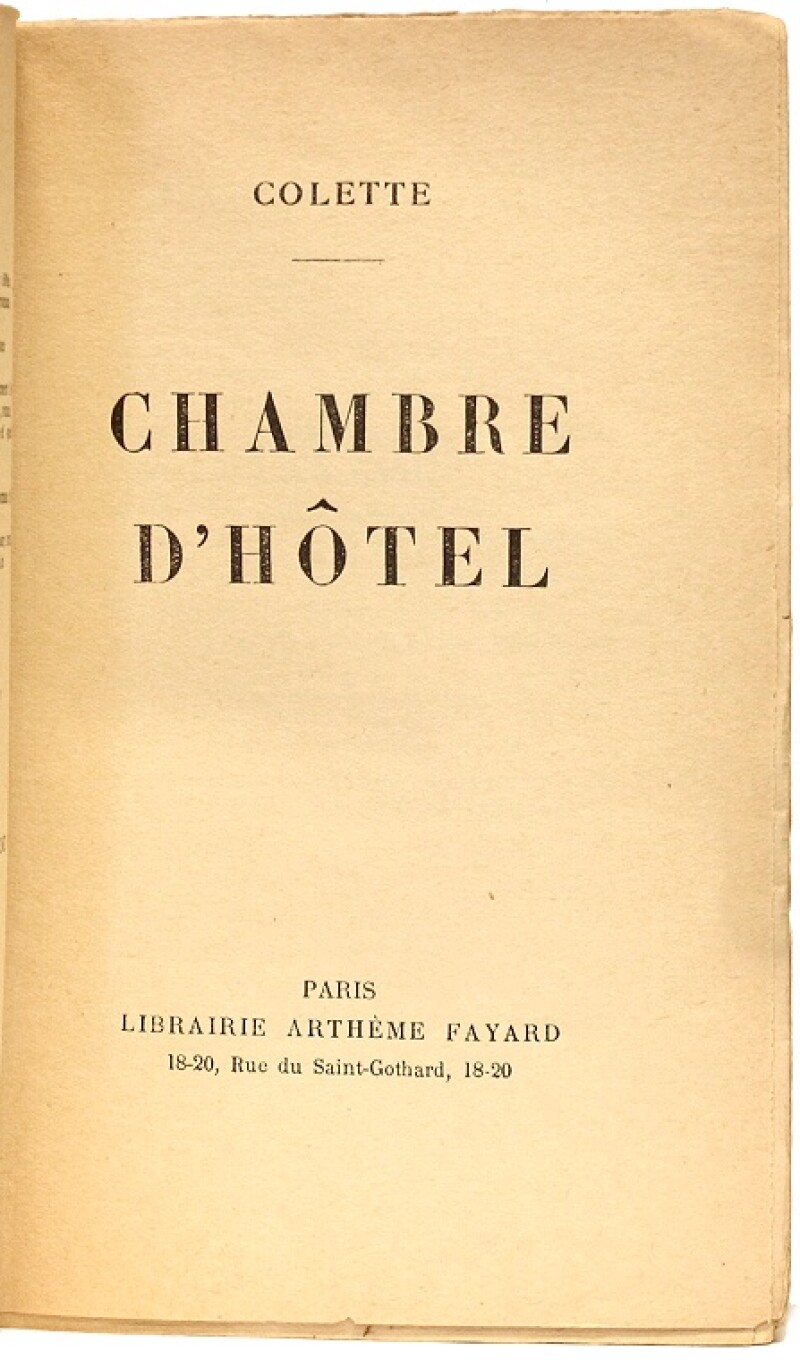 COLETTE
CHAMBRE
D'HÔTEL
PARIS
LIBRAIRIE ARTHÈME FAYARD
18-20, Rue du Saint-Gothard, 18-20